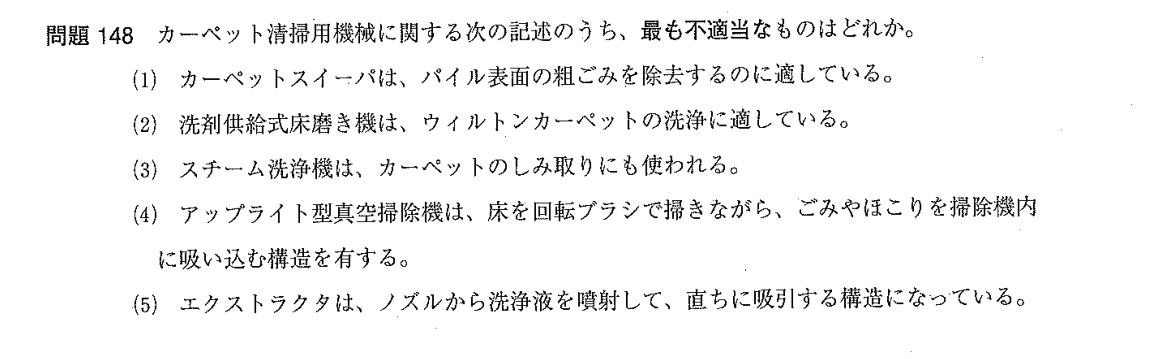 問題 148　カーペット清掃用機械に関する次の記述のうち、最も不適当なものはどれか。
(1)　カーペットスイーパは、パイル表面の粗ごみを除去するのに適している。
(2)　洗剤供給式床磨き機は、ウィルトンカーペットの洗浄に適している。
(3)　スチーム洗浄機は、カーペットのしみ取りにも使われる。
(4)　アップライト型真空掃除機は、床を回転ブラシで掃きながら、ごみやほこりを掃除機内
に吸い込む構造を有する。
(5)　エクストラクタは、ノズルから洗浄液を噴射して、直ちに吸引する構造になっている。